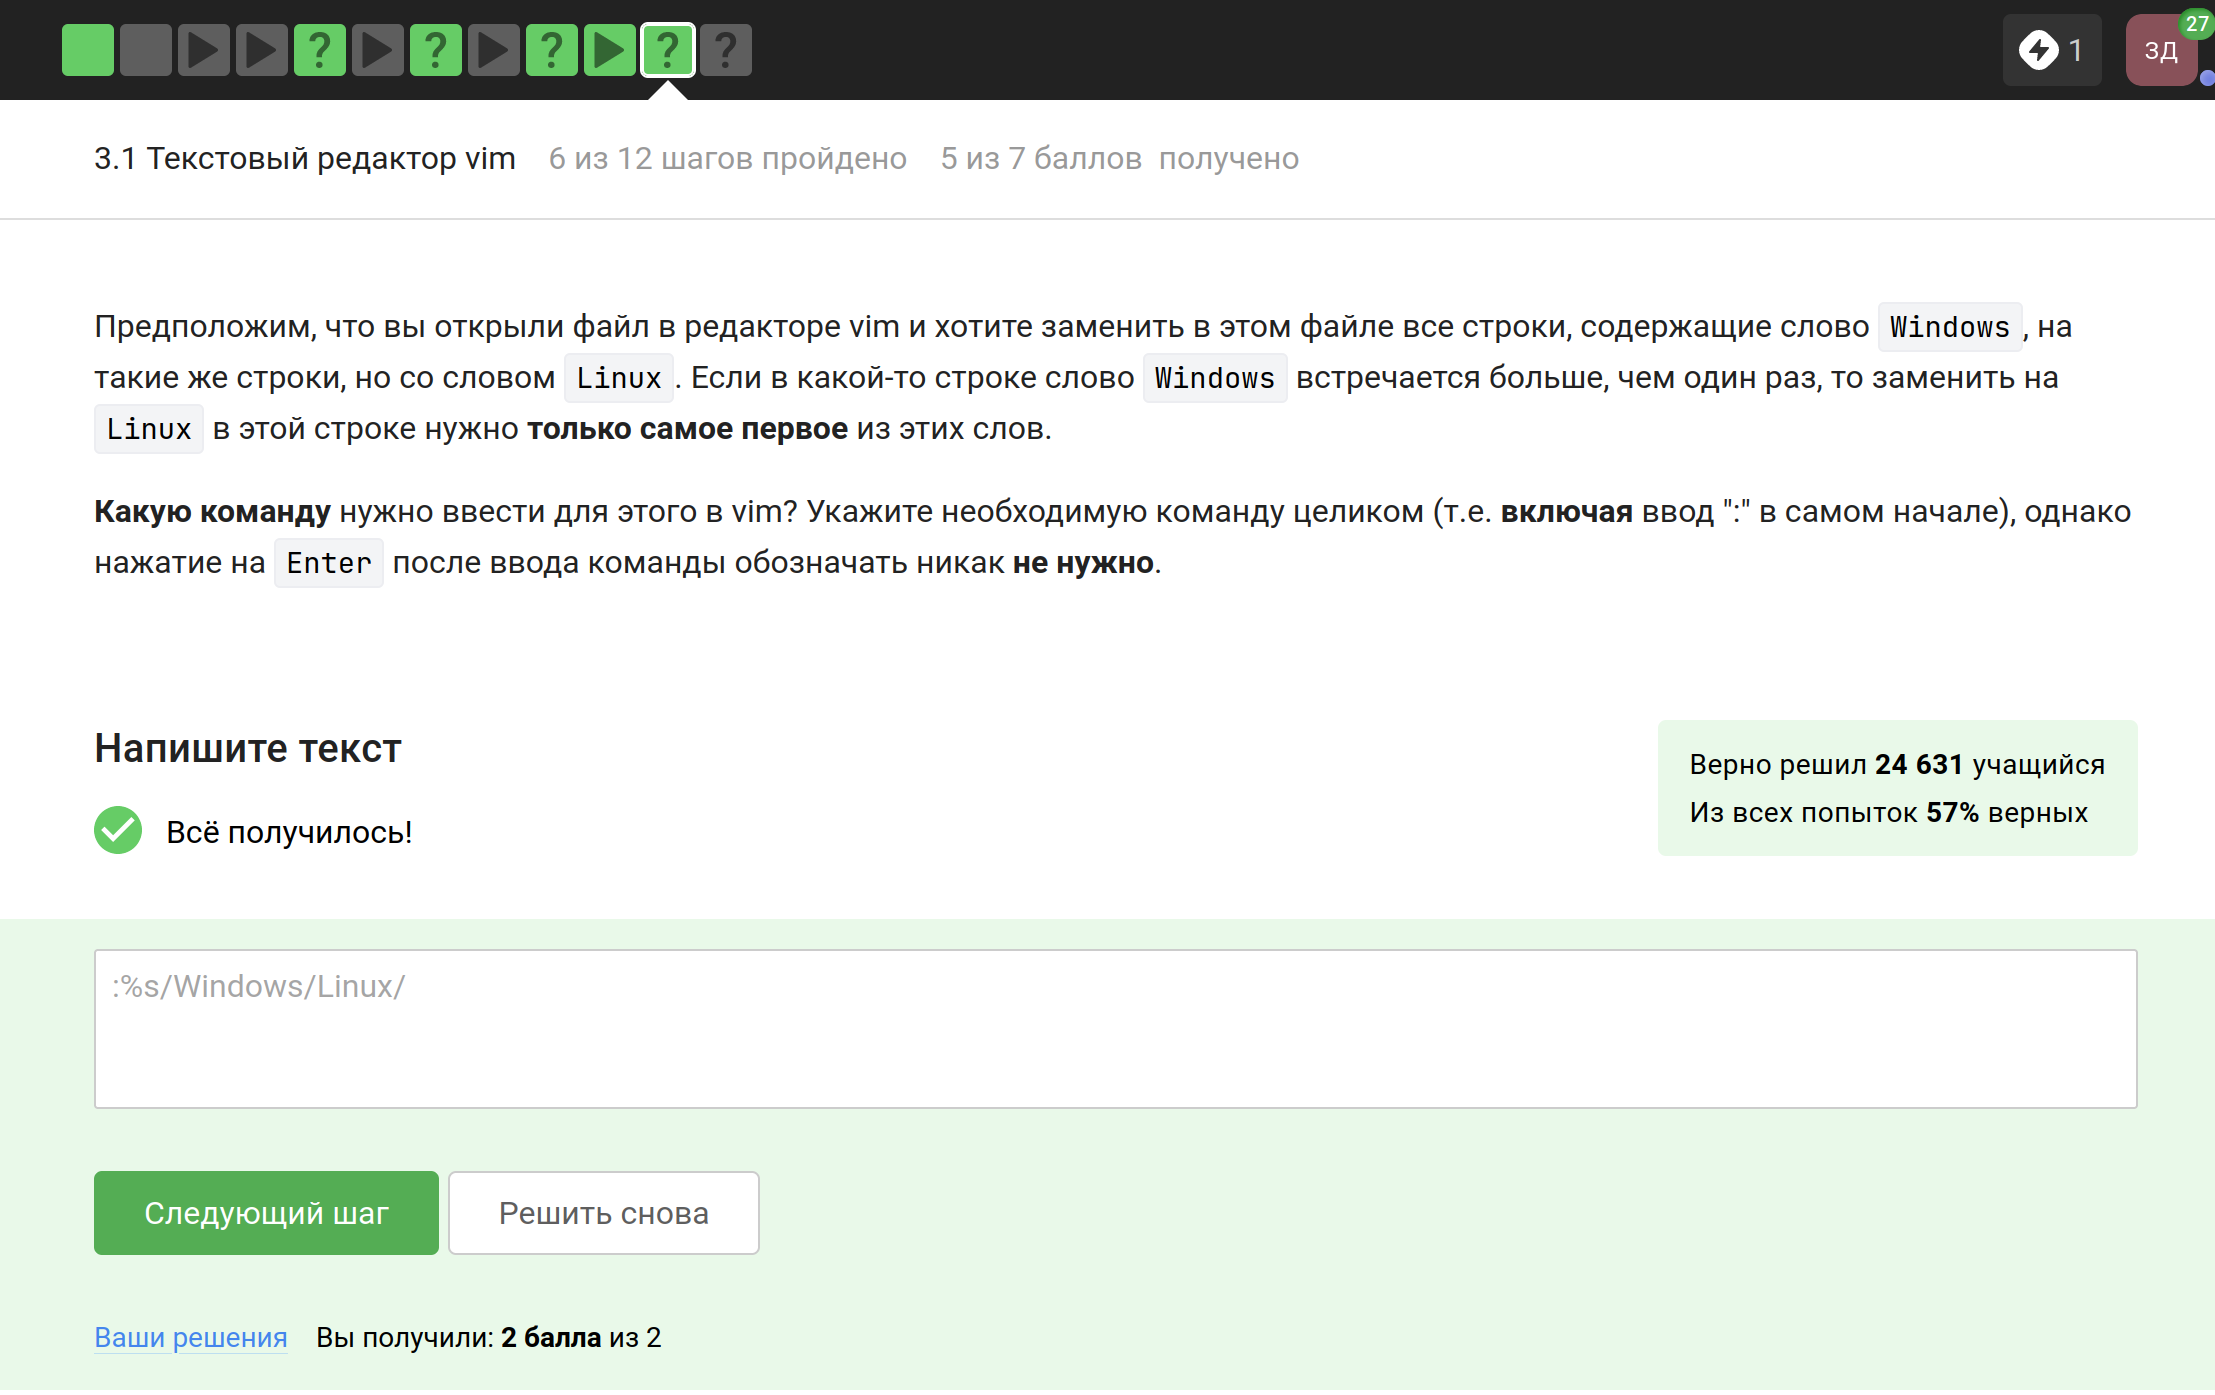 ? ? ? ? ?
1
ЗД
27
3.1 Текстовый редактор vim 6 из 12 шагов пройдено 5 из 7 баллов получено
Предположим, что вы открыли файл в редакторе vim и хотите заменить в этом файле все строки, содержащие слово Windows, на
такие же строки, но со словом Linux. Если в какой-то строке слово Windows встречается больше, чем один раз, то заменить на
Linux в этой строке нужно только самое первое из этих слов.
Какую команду нужно ввести для этого в vim? Укажите необходимую команду целиком (т.е. включая ввод ":" в самом начале), однако
нажатие на Enter после ввода команды обозначать никак не нужно.
Напишите текст
Всё получилось!
Верно решил 24 631 учащийся
Из всех попыток 57% верных
:%s/Windows/Linux/
Следующий шаг
Решить снова
Ваши решения Вы получили: 2 балла из 2